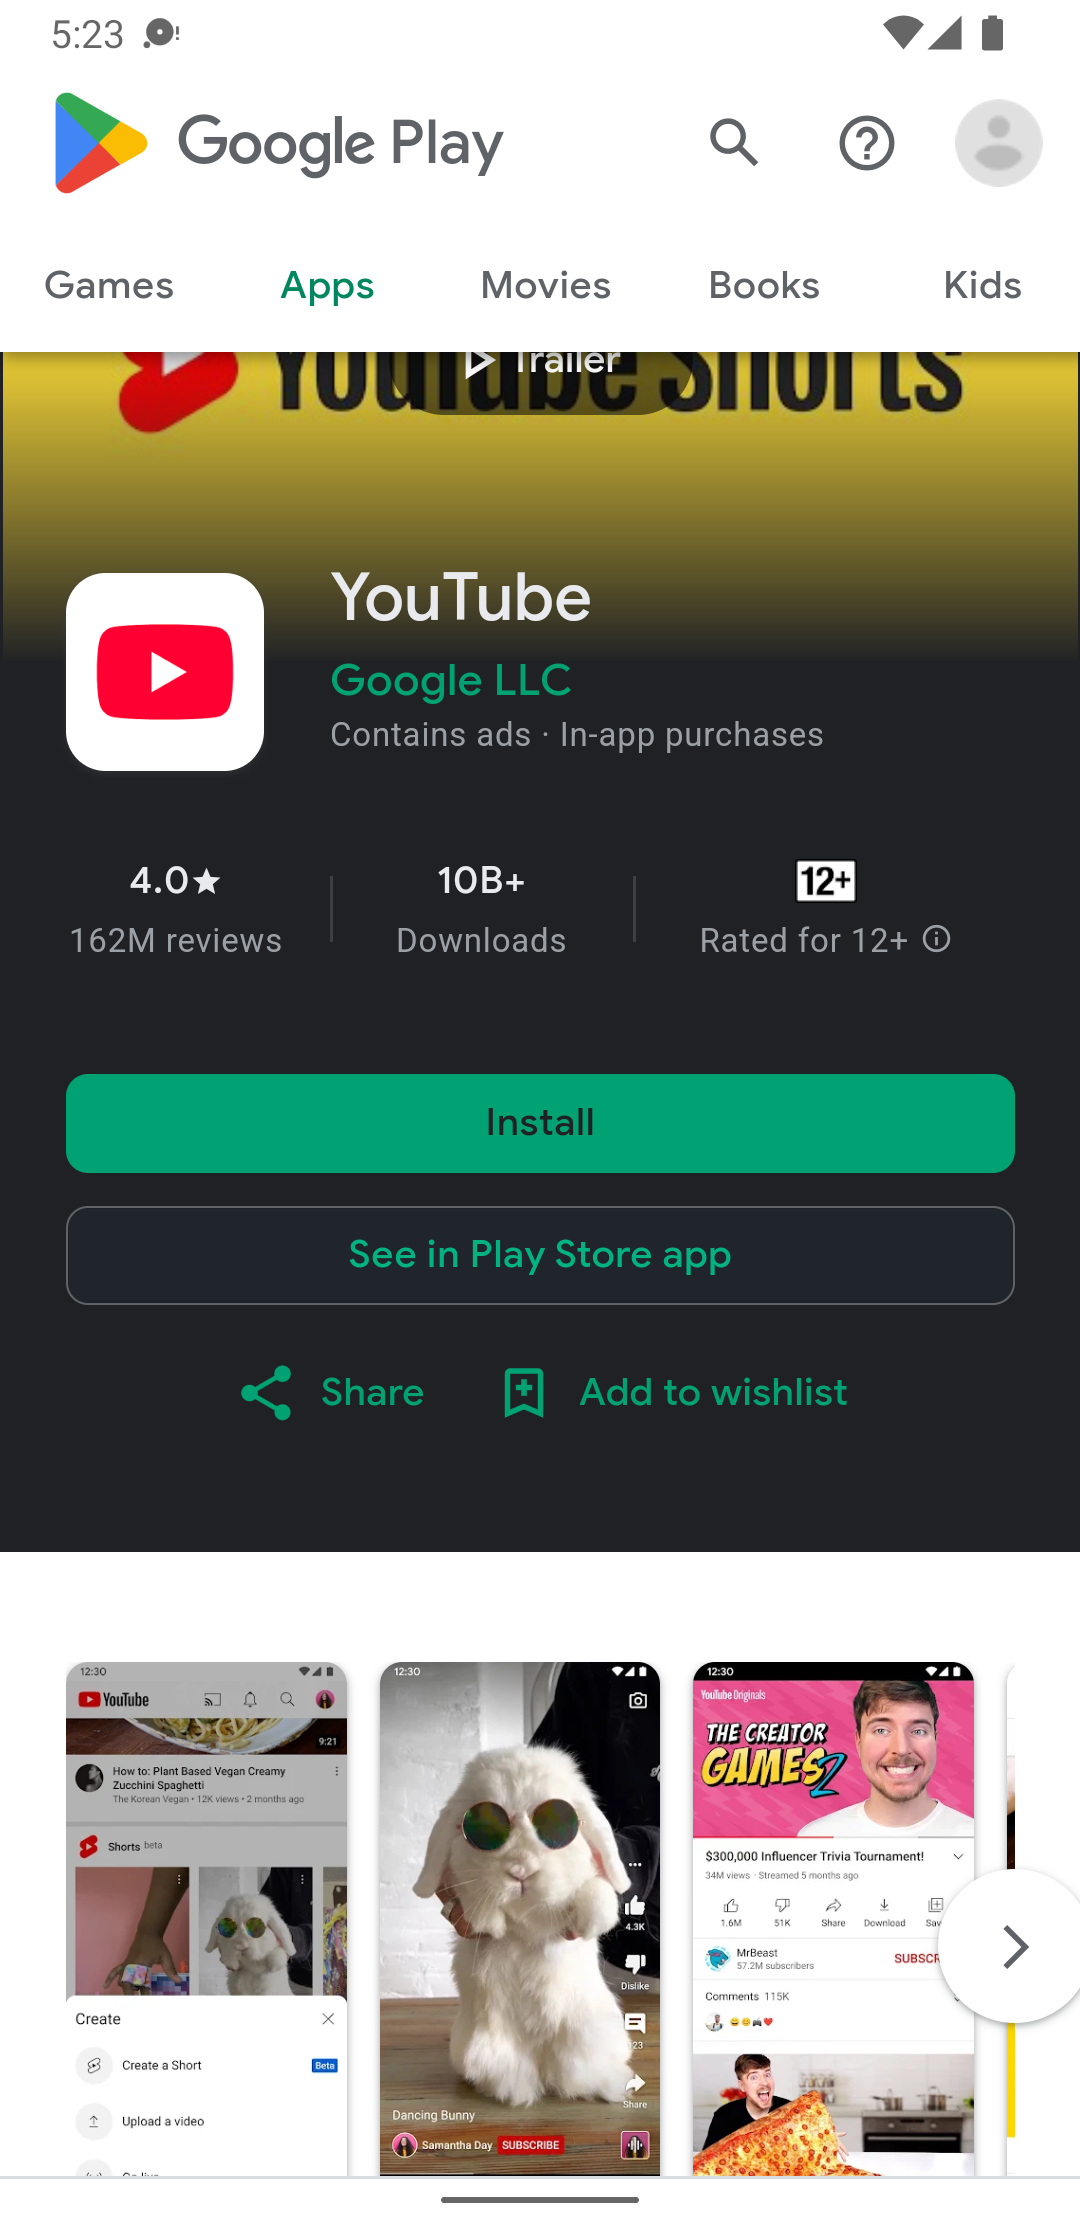 5:23
Google Play
Games Apps Movies Books Kids
YouTube Shorts
Trailer
YouTube
Google LLC
Contains ads · In-app purchases
4.0★ 10B+ 12+
162M reviews Downloads Rated for 12+
Install
See in Play Store app
Share Add to wishlist
12:30
YouTube
9:21
How to: Plant Based Vegan Creamy
Zucchini Spaghetti
The Korean Vegan • 12K views • 2 months ago
Shorts beta
Create
Create a Short Beta
Upload a video
Go live
12:30
4.3K
Dislike
23
Share
Dancing Bunny
Samantha Day SUBSCRIBE
12:30
YouTube Originals
THE CREATOR
GAMES 2
$300,000 Influencer Trivia Tournament!
34M views · Streamed 5 months ago
1.6M 51K Share Download Sav
MrBeast
57.2M subscribers
SUBSCR
Comments 115K